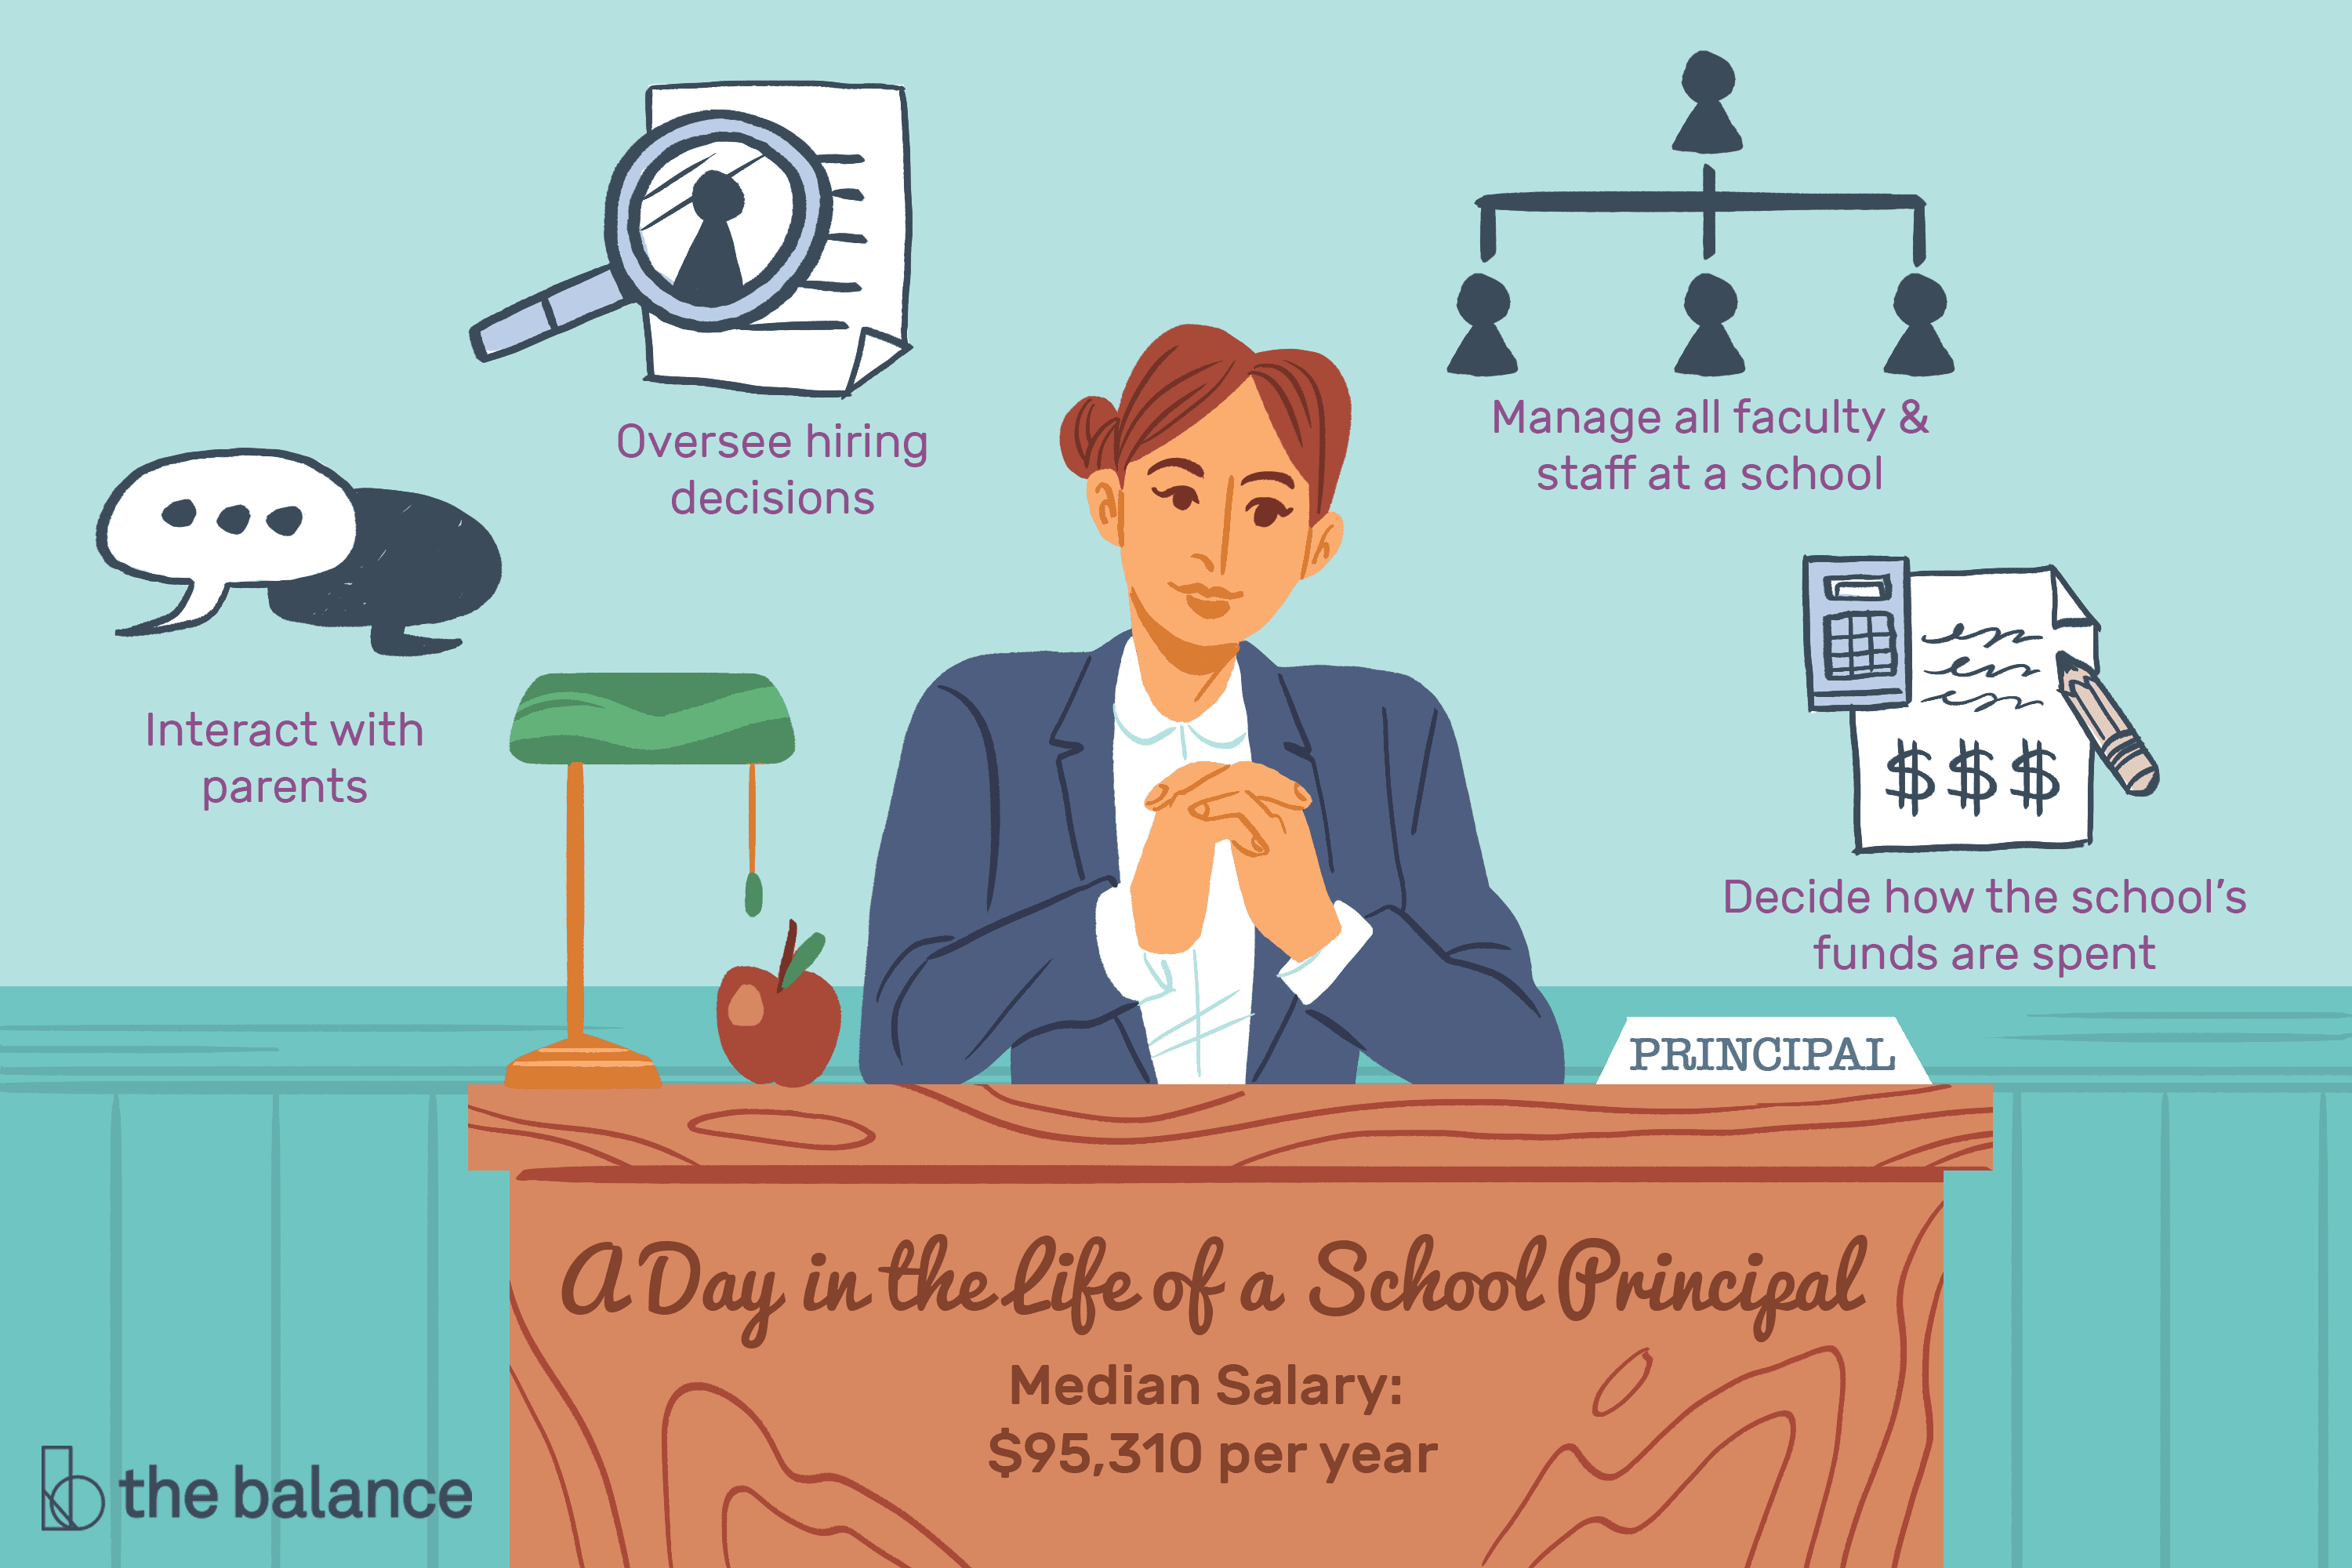 Oversee hiring
decisions
Manage all faculty &
staff at a school
Interact with
parents
$$$
Decide how the school’s
funds are spent
PRINCIPAL
A Day in the Life of a School Principal
Median Salary:
$95,310 per year
the balance